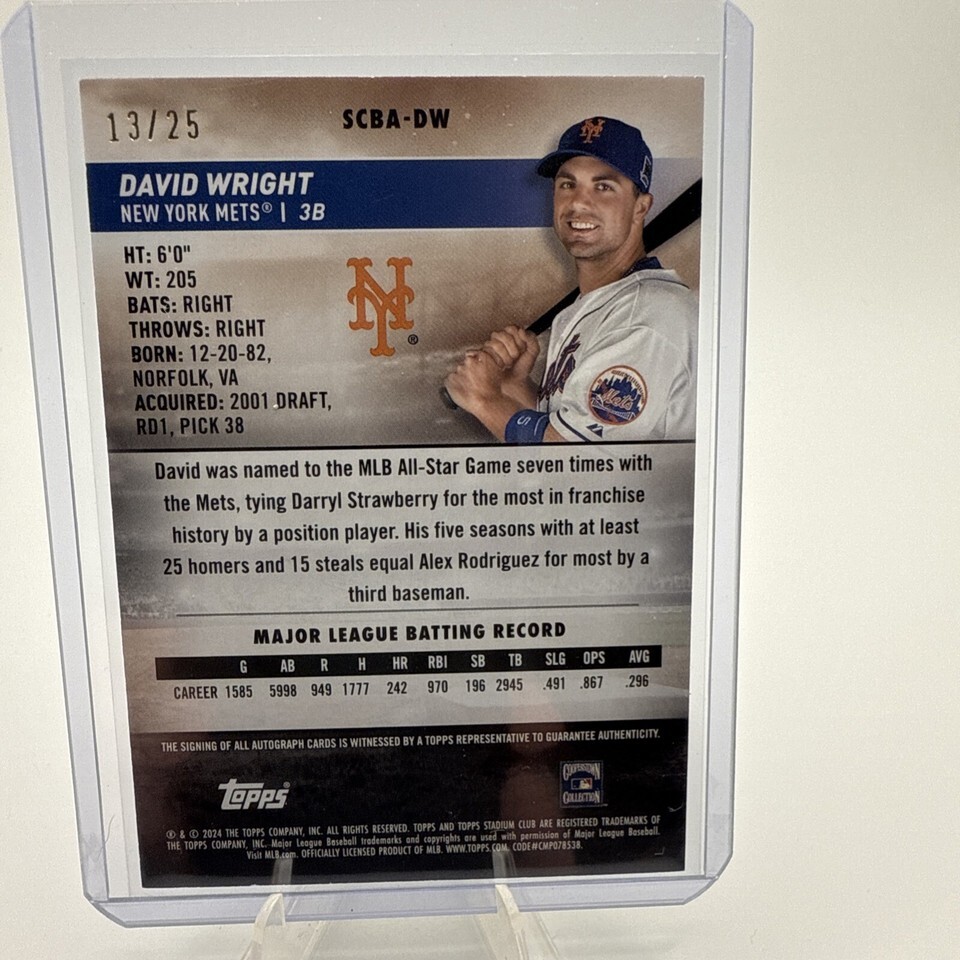 13/25
SCBA-DW
DAVID WRIGHT
NEW YORK METS® | 3B
HT: 6'0"
WT: 205
BATS: RIGHT
THROWS: RIGHT
BORN: 12-20-82,
NORFOLK, VA
ACQUIRED: 2001 DRAFT,
RD1, PICK 38
NY
®
Mets
5
David was named to the MLB All-Star Game seven times with
the Mets, tying Darryl Strawberry for the most in franchise
history by a position player. His five seasons with at least
25 homers and 15 steals equal Alex Rodriguez for most by a
third baseman.
MAJOR LEAGUE BATTING RECORD
G AB R H HR RBI SB TB SLG OPS AVG
CAREER 1585 5998 949 1777 242 970 196 2945 .491 .867 .296
THE SIGNING OF ALL AUTOGRAPH CARDS IS WITNESSED BY A TOPPS REPRESENTATIVE TO GUARANTEE AUTHENTICITY.
Topps®
COOPERSTOWN
COLLECTION
® & © 2024 THE TOPPS COMPANY, INC. ALL RIGHTS RESERVED. TOPPS AND TOPPS STADIUM CLUB ARE REGISTERED TRADEMARKS OF
THE TOPPS COMPANY, INC. Major League Baseball trademarks and copyrights are used with permission of Major League Baseball.
Visit MLB.com. OFFICIALLY LICENSED PRODUCT OF MLB. WWW.TOPPS.COM. CODE#CMP078538.